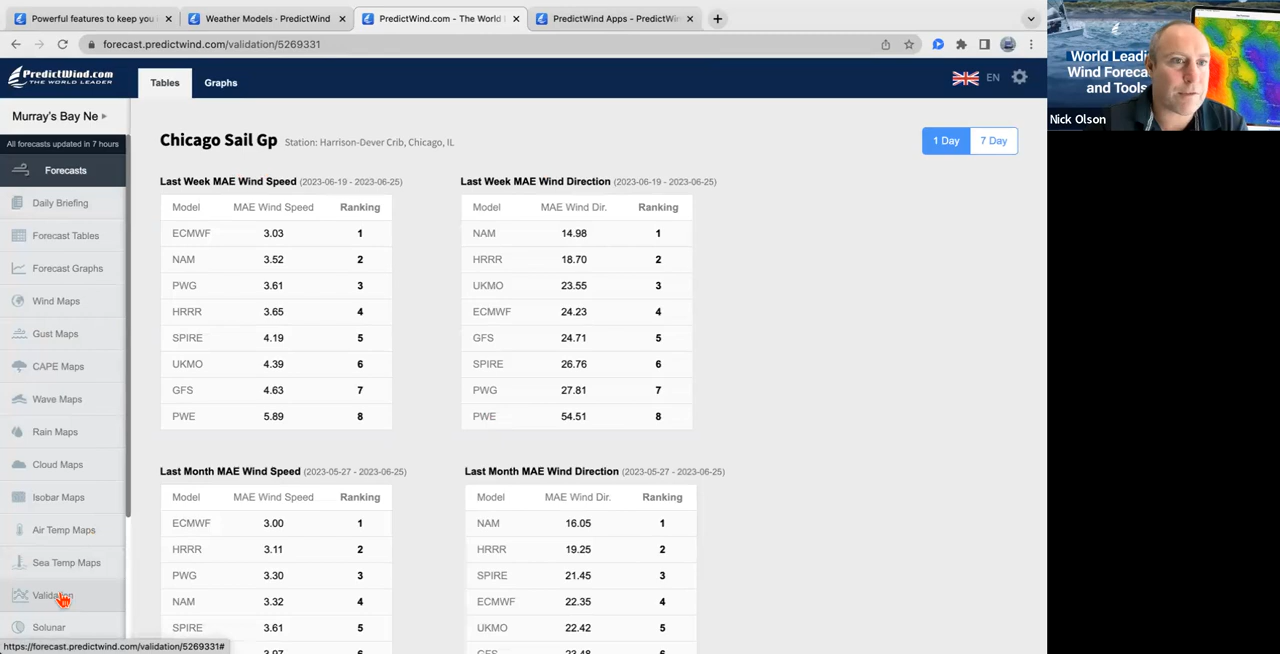 Powerful features to keep you
Weather Models - PredictWind
PredictWind.com - The World
PredictWind Apps - PredictWin
forecast.predictwind.com/validation/5269331
PredictWind.com
THE WORLD LEADER
Tables
Graphs
EN
Murray's Bay Ne
All forecasts updated in 7 hours
Forecasts
Daily Briefing
Forecast Tables
Forecast Graphs
Wind Maps
Gust Maps
CAPE Maps
Wave Maps
Rain Maps
Cloud Maps
Isobar Maps
Air Temp Maps
Sea Temp Maps
Validation
Solunar
https://forecast.predictwind.com/validation/5269331#
Chicago Sail Gp Station: Harrison-Dever Crib, Chicago, IL
1 Day 7 Day
Last Week MAE Wind Speed (2023-06-19 - 2023-06-25)
Model MAE Wind Speed Ranking
ECMWF 3.03 1
NAM 3.52 2
PWG 3.61 3
HRRR 3.65 4
SPIRE 4.19 5
UKMO 4.39 6
GFS 4.63 7
PWE 5.89 8
Last Week MAE Wind Direction (2023-06-19 - 2023-06-25)
Model MAE Wind Dir. Ranking
NAM 14.98 1
HRRR 18.70 2
UKMO 23.55 3
ECMWF 24.23 4
GFS 24.71 5
SPIRE 26.76 6
PWG 27.81 7
PWE 54.51 8
Last Month MAE Wind Speed (2023-05-27 - 2023-06-25)
Model MAE Wind Speed Ranking
ECMWF 3.00 1
HRRR 3.11 2
PWG 3.30 3
NAM 3.32 4
SPIRE 3.61 5
3.97 6
Last Month MAE Wind Direction (2023-05-27 - 2023-06-25)
Model MAE Wind Dir. Ranking
NAM 16.05 1
HRRR 19.25 2
SPIRE 21.45 3
ECMWF 22.35 4
UKMO 22.42 5
GFS 23.48 6
World Leadi
Wind Foreca
and Tools
Nick Olson